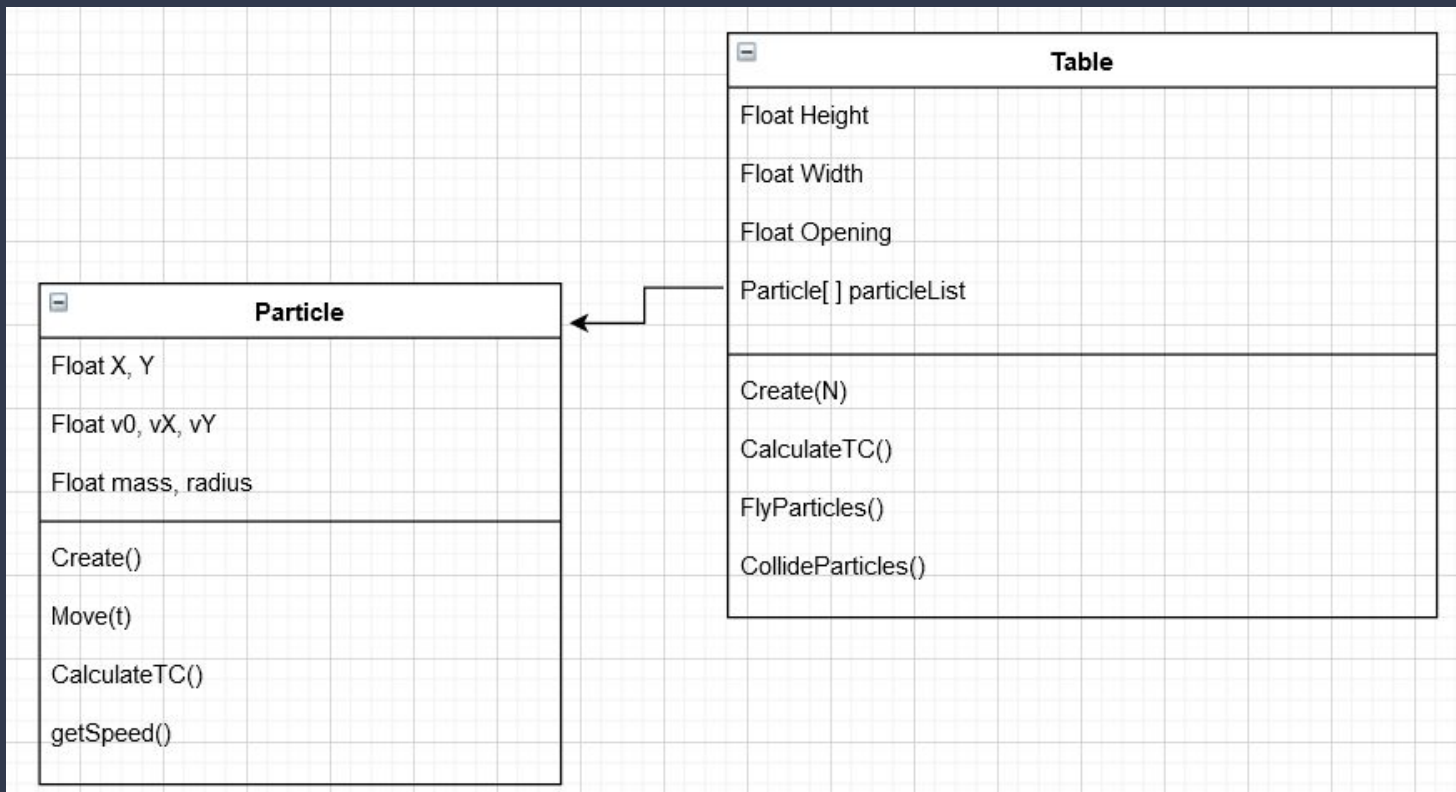 Table
Float Height
Float Width
Float Opening
Particle[ ] particleList
Create(N)
CalculateTC()
FlyParticles()
CollideParticles()
Particle
Float X, Y
Float v0, vX, vY
Float mass, radius
Create()
Move(t)
CalculateTC()
getSpeed()